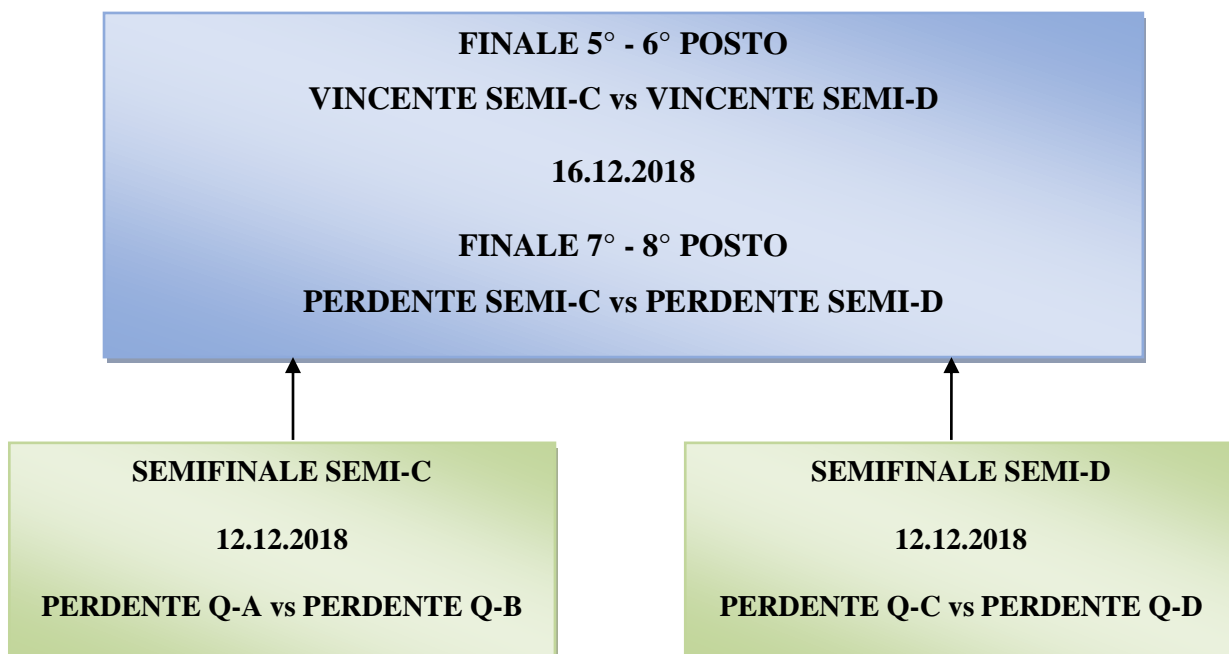 FINALE 5° - 6° POSTO
VINCENTE SEMI-C vs VINCENTE SEMI-D
16.12.2018
FINALE 7° - 8° POSTO
PERDENTE SEMI-C vs PERDENTE SEMI-D
SEMIFINALE SEMI-C
12.12.2018
PERDENTE Q-A vs PERDENTE Q-B
SEMIFINALE SEMI-D
12.12.2018
PERDENTE Q-C vs PERDENTE Q-D